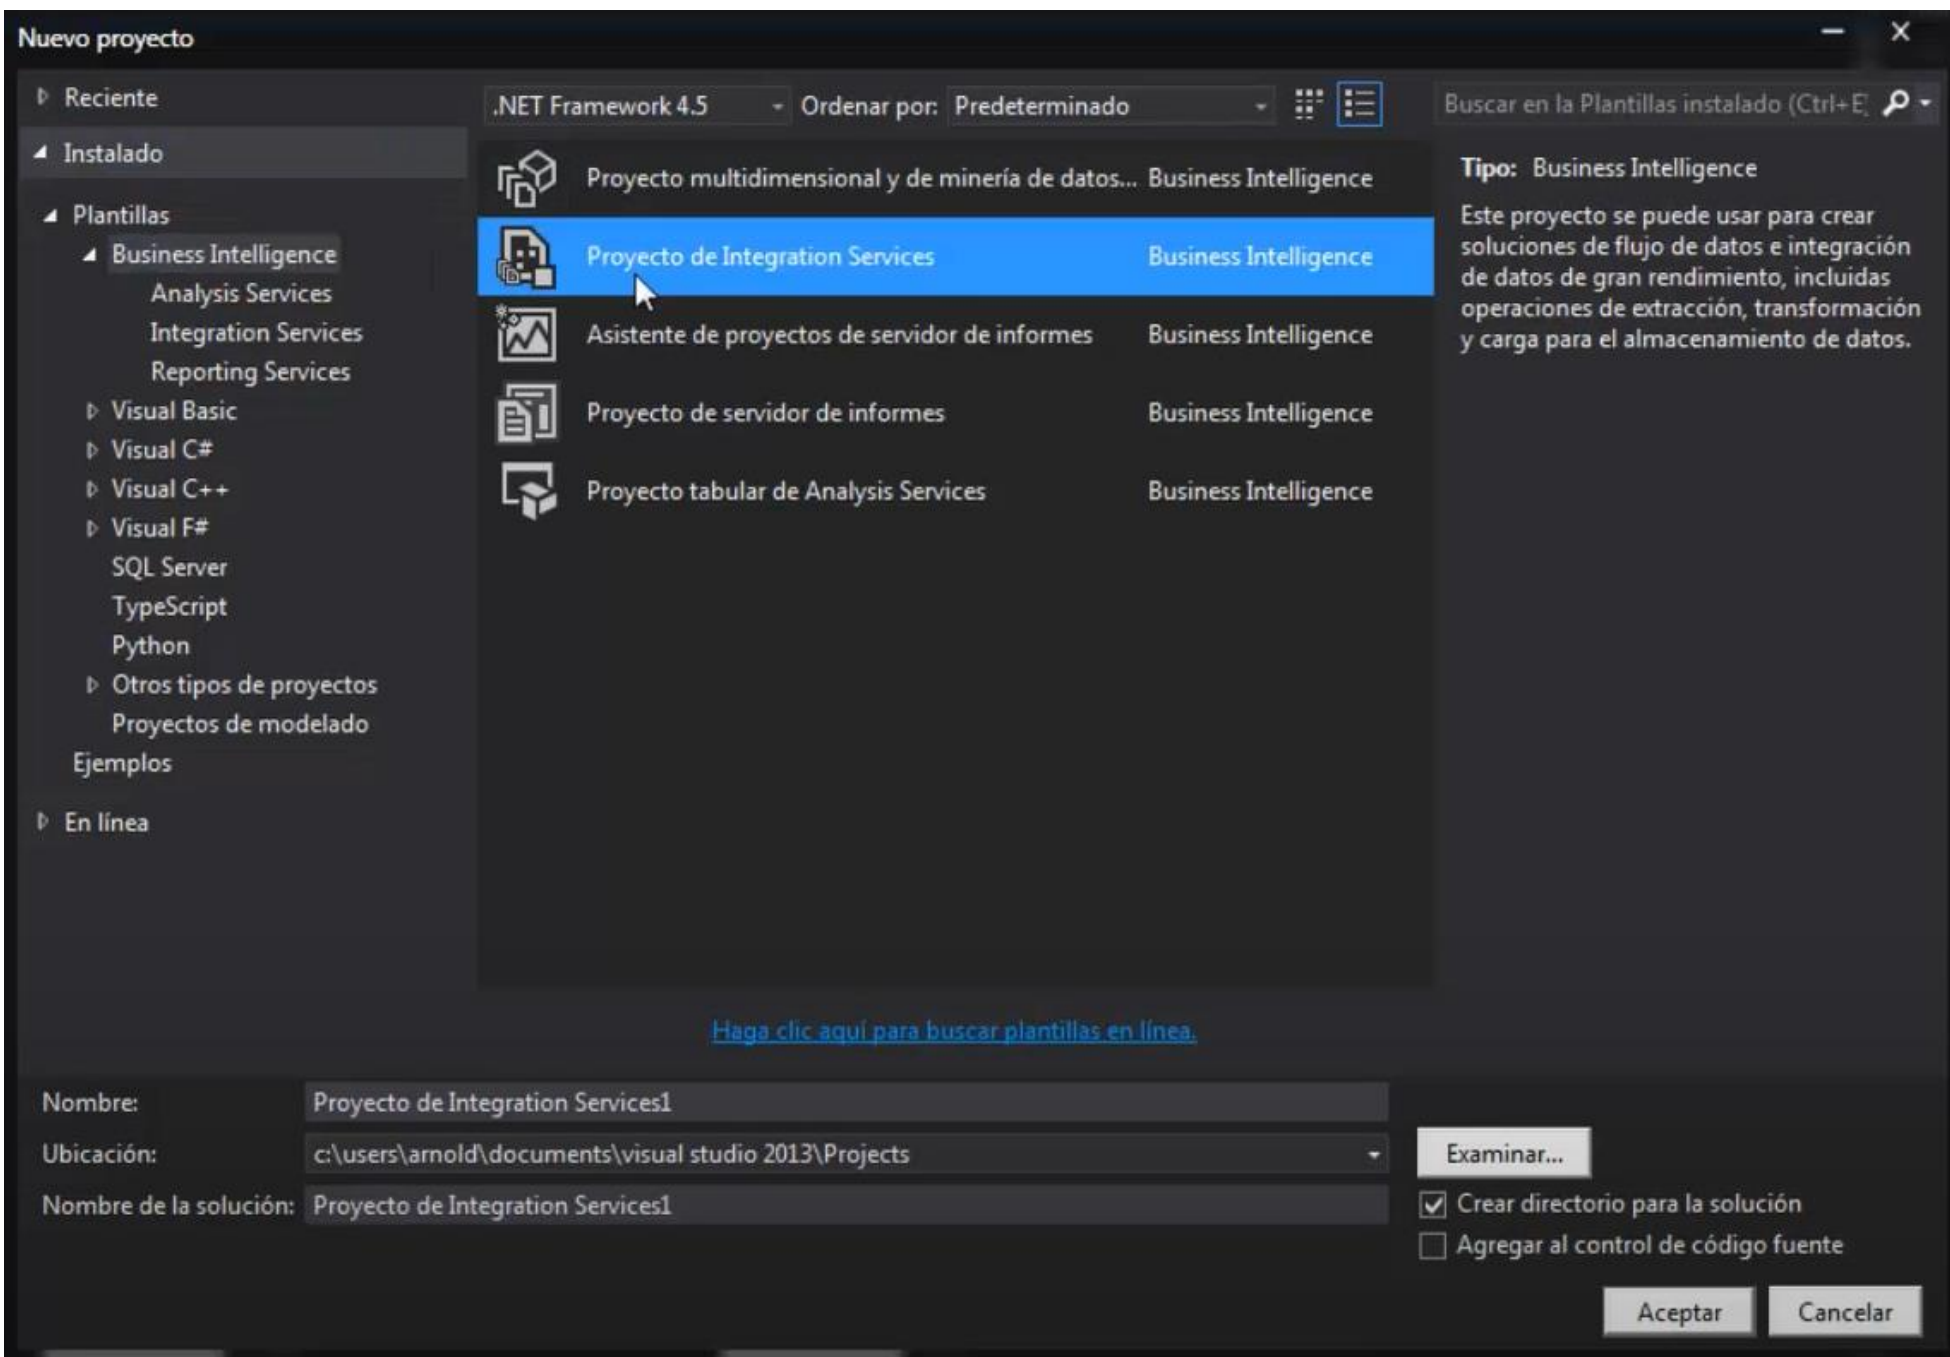 Nuevo proyecto
Reciente
Instalado
Plantillas
Business Intelligence
Analysis Services
Integration Services
Reporting Services
Visual Basic
Visual C#
Visual C++
Visual F#
SQL Server
TypeScript
Python
Otros tipos de proyectos
Proyectos de modelado
Ejemplos
En línea
.NET Framework 4.5 Ordenar por: Predeterminado
Proyecto multidimensional y de minería de datos... Business Intelligence
Proyecto de Integration Services Business Intelligence
Asistente de proyectos de servidor de informes Business Intelligence
Proyecto de servidor de informes Business Intelligence
Proyecto tabular de Analysis Services Business Intelligence
Haga clic aquí para buscar plantillas en línea.
Buscar en la Plantillas instalado (Ctrl+E)
Tipo: Business Intelligence
Este proyecto se puede usar para crear
soluciones de flujo de datos e integración
de datos de gran rendimiento, incluidas
operaciones de extracción, transformación
y carga para el almacenamiento de datos.
Nombre: Proyecto de Integration Services1
Ubicación: c:\users\arnold\documents\visual studio 2013\Projects
Nombre de la solución: Proyecto de Integration Services1
Examinar...
Crear directorio para la solución
Agregar al control de código fuente
Aceptar Cancelar